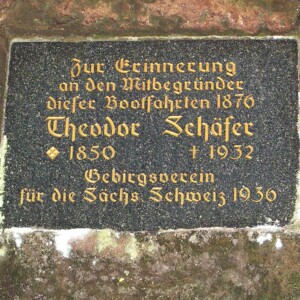 Zur Erinnerung
an den Mitbegründer
dieser Bootfahrten 1876
Theodor Schäfer
1850 † 1932
Gebirgsverein
für die Sächs. Schweiz 1936